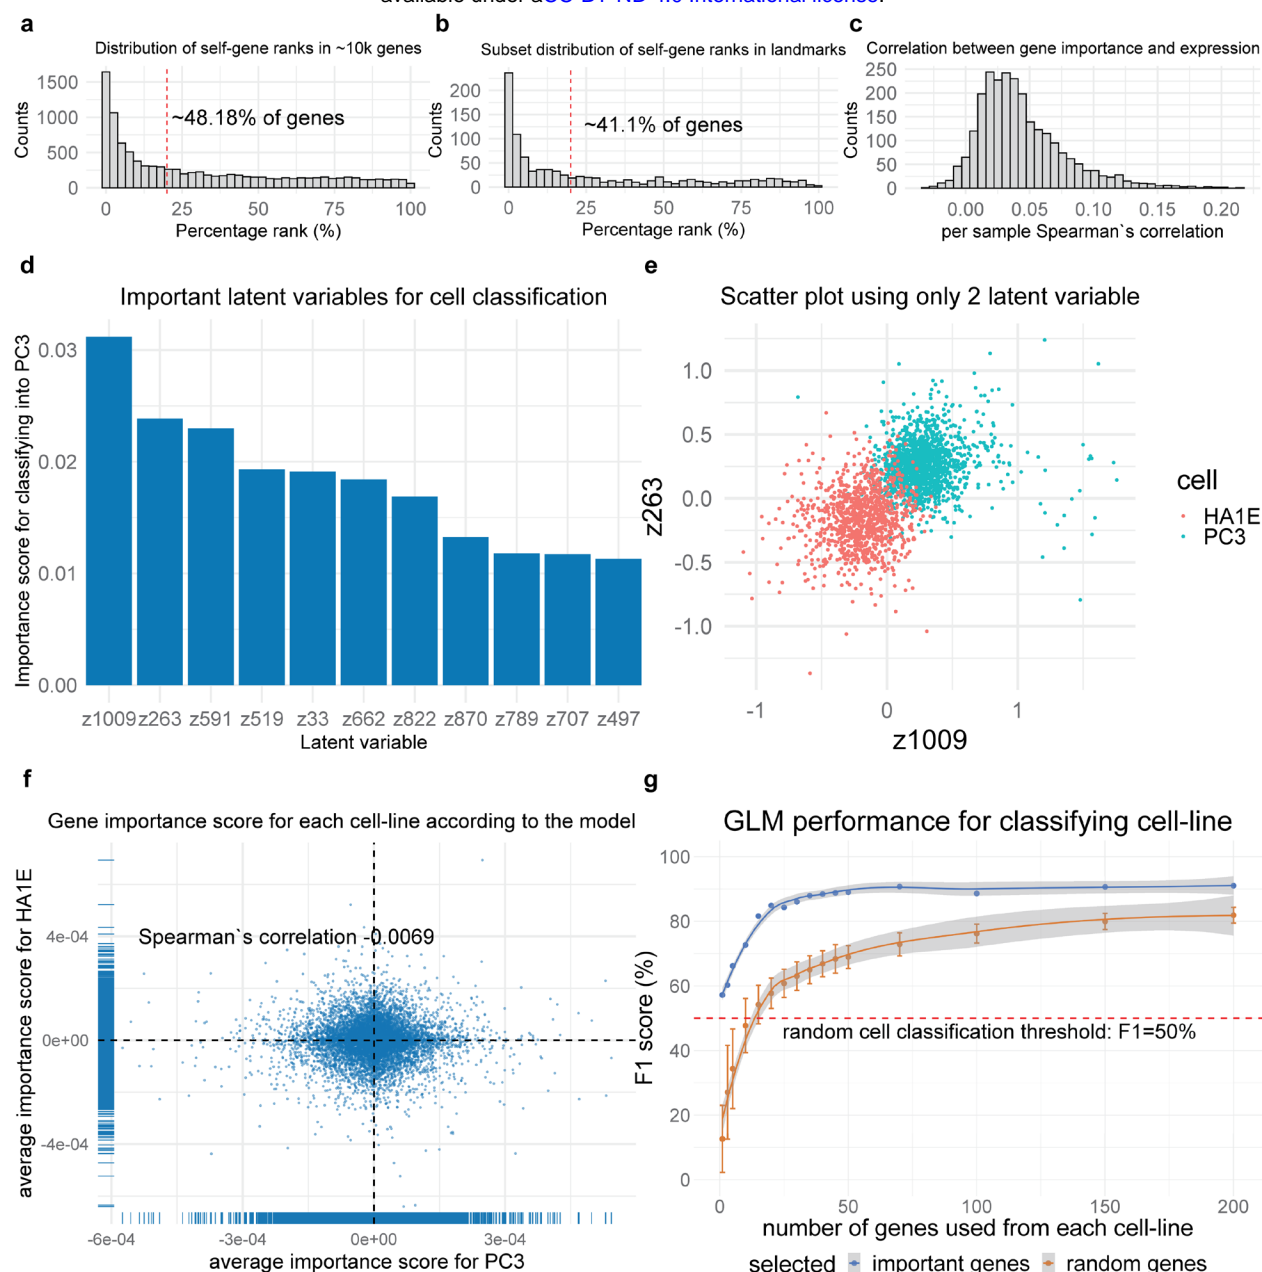 available under aCC-BY-ND 4.0 International license.
a
Distribution of self-gene ranks in ~10k genes
Counts
1500
1000
500
0
~48.18% of genes
0 25 50 75 100
Percentage rank (%)
b
Subset distribution of self-gene ranks in landmarks
Counts
200
150
100
50
0
~41.1% of genes
0 25 50 75 100
Percentage rank (%)
c
Correlation between gene importance and expression
Counts
250
200
150
100
50
0
0.00 0.05 0.10 0.15 0.20
per sample Spearman`s correlation
d
Important latent variables for cell classification
Importance score for classifying into PC3
0.03
0.02
0.01
0.00
z1009 z263 z591 z519 z33 z662 z822 z870 z789 z707 z497
Latent variable
e
Scatter plot using only 2 latent variable
z263
1.0
0.5
0.0
-0.5
-1.0
-1 0 1
z1009
cell
HA1E
PC3
f
Gene importance score for each cell-line according to the model
average importance score for HA1E
4e-04
0e+00
-4e-04
Spearman`s correlation -0.0069
-6e-04 -3e-04 0e+00 3e-04
average importance score for PC3
g
GLM performance for classifying cell-line
F1 score (%)
100
80
60
40
20
0
random cell classification threshold: F1=50%
0 50 100 150 200
number of genes used from each cell-line
selected important genes random genes